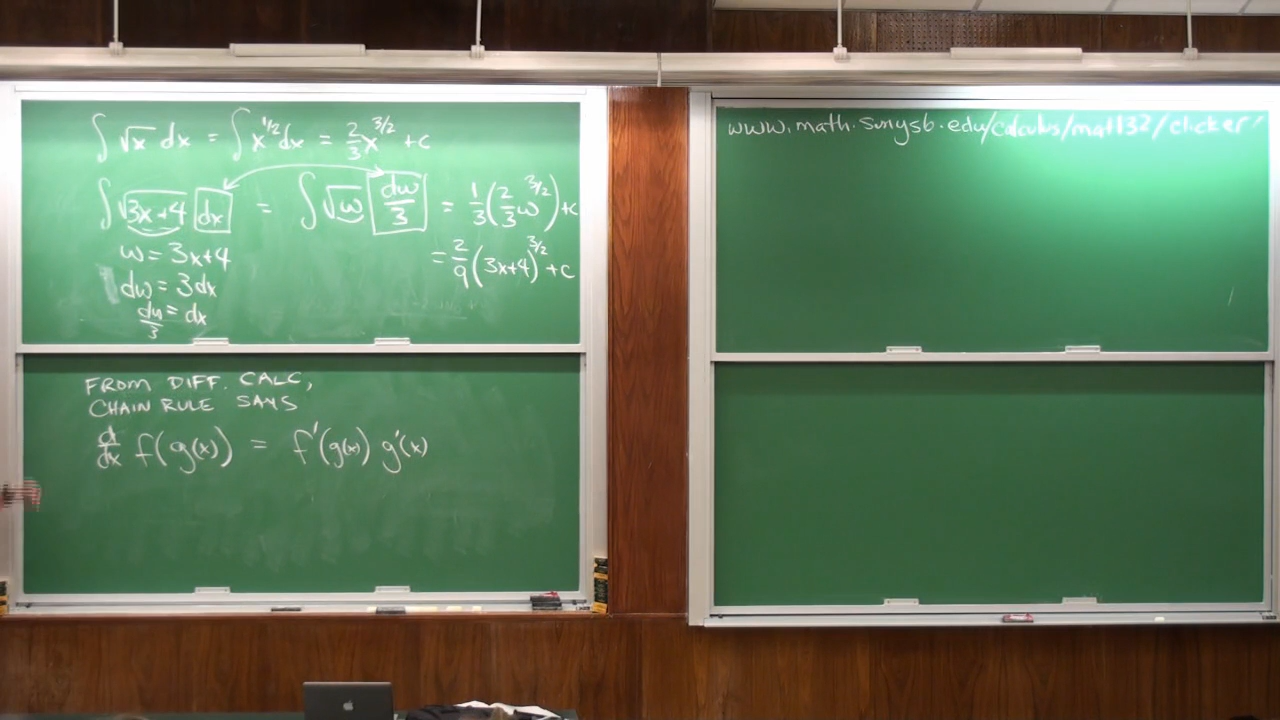 ∫ √x dx = ∫ x^{1/2} dx = 2/3 x^{3/2} + c
∫ √(3x+4) dx = ∫ √w dw/3 = 1/3 (2/3 w^{3/2}) + c
w = 3x+4
= 2/9 (3x+4)^{3/2} + c
dw = 3dx
dw/3 = dx
FROM DIFF. CALC,
CHAIN RULE SAYS
d/dx f(g(x)) = f'(g(x)) g'(x)
www.math.sunysb.edu/calculus/mat132/clicker/